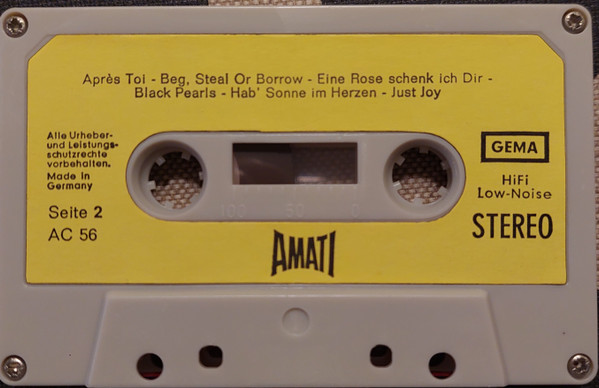 Après Toi - Beg, Steal Or Borrow - Eine Rose schenk ich Dir -
Black Pearls - Hab' Sonne im Herzen - Just Joy
Alle Urheber-
und Leistungs-
schutzrechte
vorbehalten.
Made in
Germany
Seite 2
AC 56
GEMA
HiFi
Low-Noise
STEREO
100 50 0
AMATI